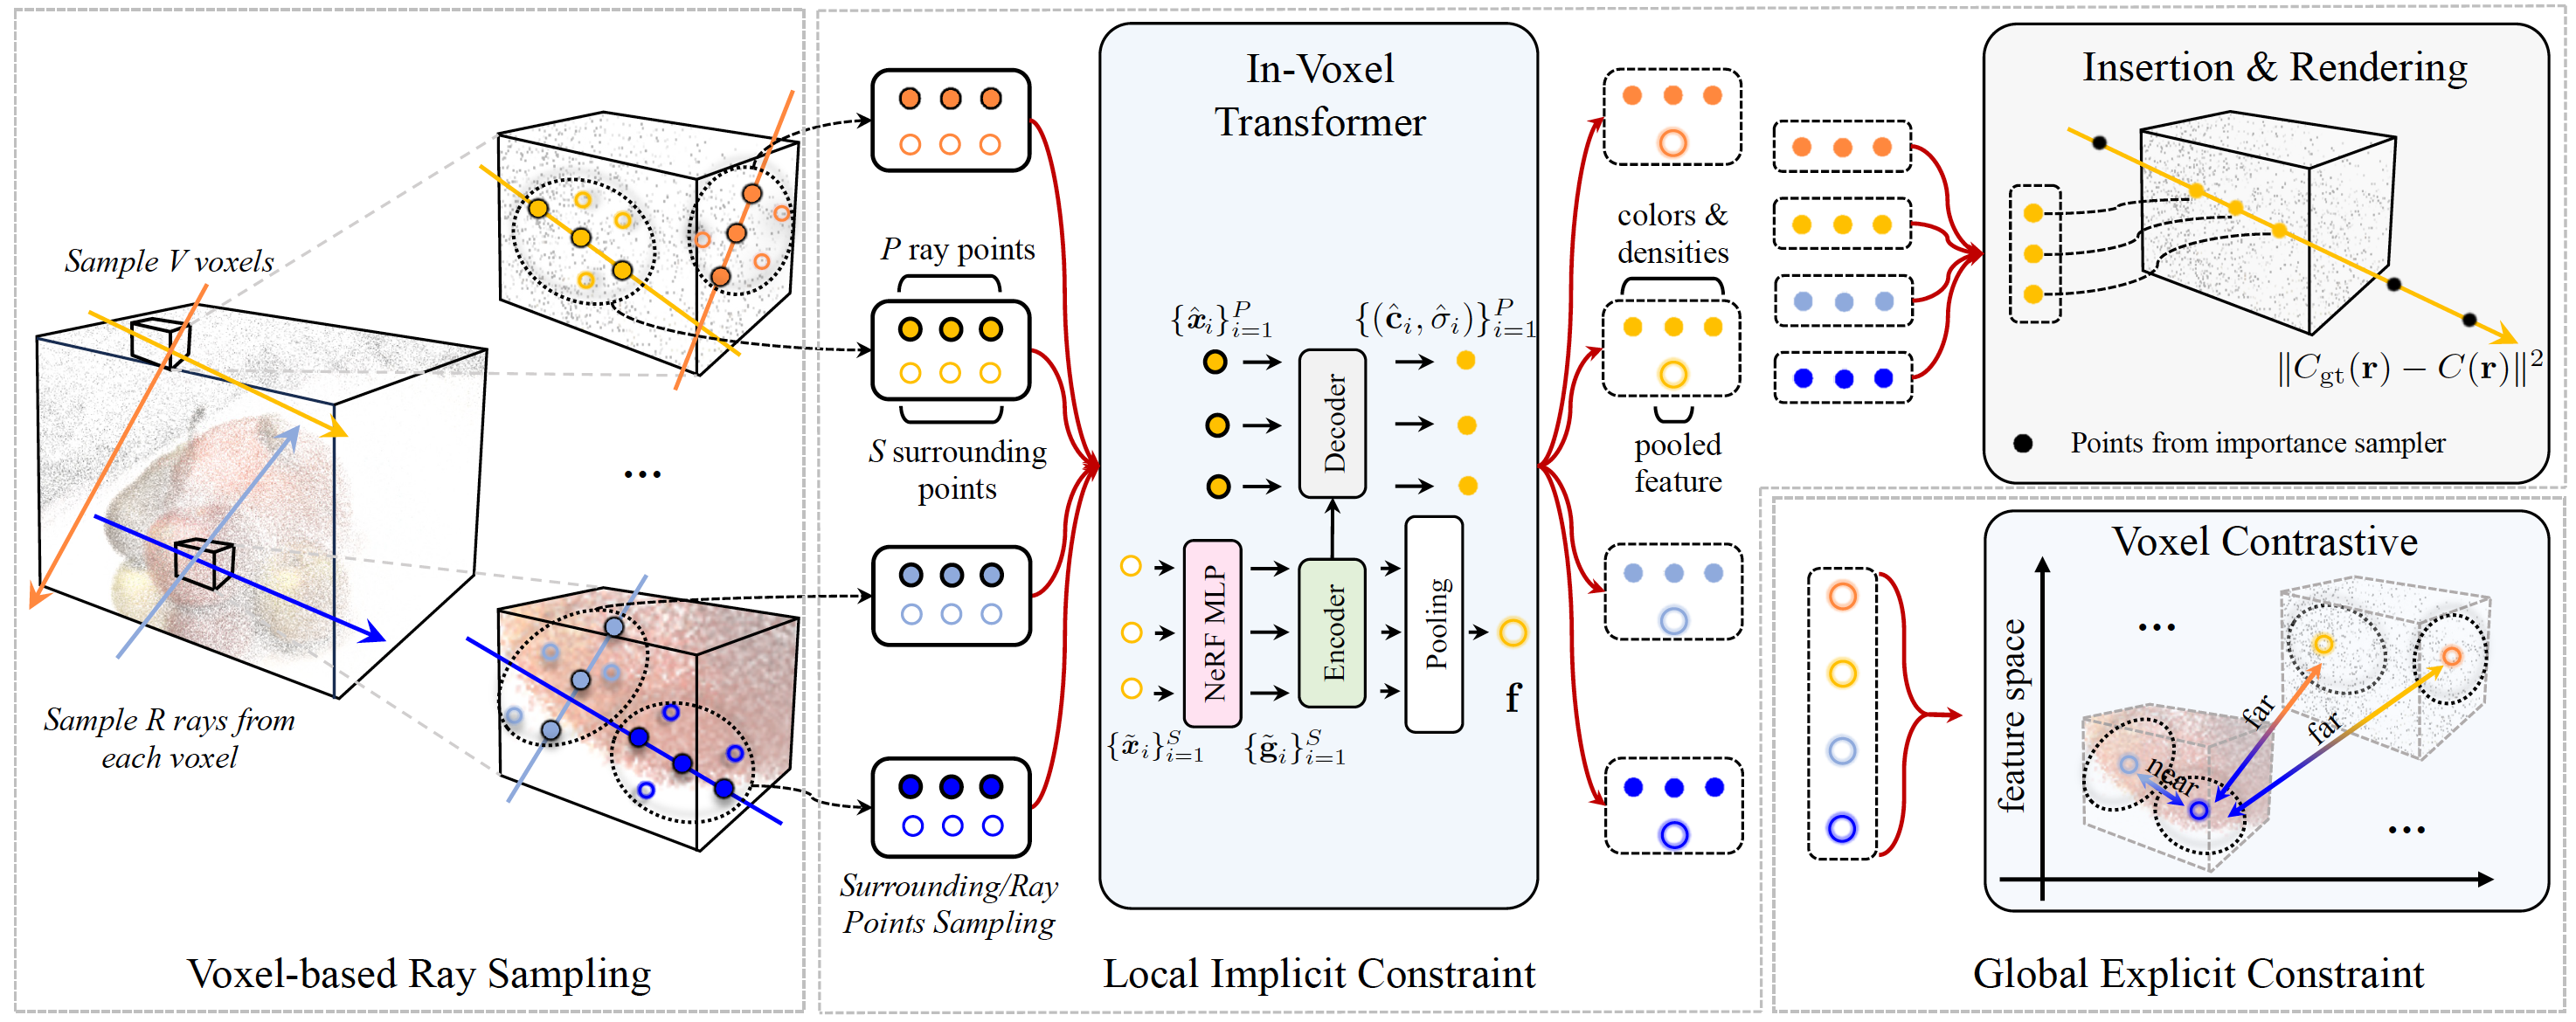 Sample V voxels
Sample R rays from
each voxel
...
Voxel-based Ray Sampling
P ray points
S surrounding
points
Surrounding/Ray
Points Sampling
In-Voxel
Transformer
$\{\hat{\boldsymbol{x}}_i\}_{i=1}^{P}$
$\{(\hat{\mathbf{c}}_i, \hat{\sigma}_i)\}_{i=1}^{P}$
Decoder
NeRF MLP
Encoder
Pooling
$\{\tilde{\boldsymbol{x}}_i\}_{i=1}^{S}$
$\{\tilde{\mathbf{g}}_i\}_{i=1}^{S}$
f
colors &
densities
pooled
feature
Local Implicit Constraint
Insertion & Rendering
$\|C_{\mathrm{gt}}(\mathbf{r}) - C(\mathbf{r})\|^2$
Points from importance sampler
Voxel Contrastive
feature space
...
far
far
near
...
Global Explicit Constraint